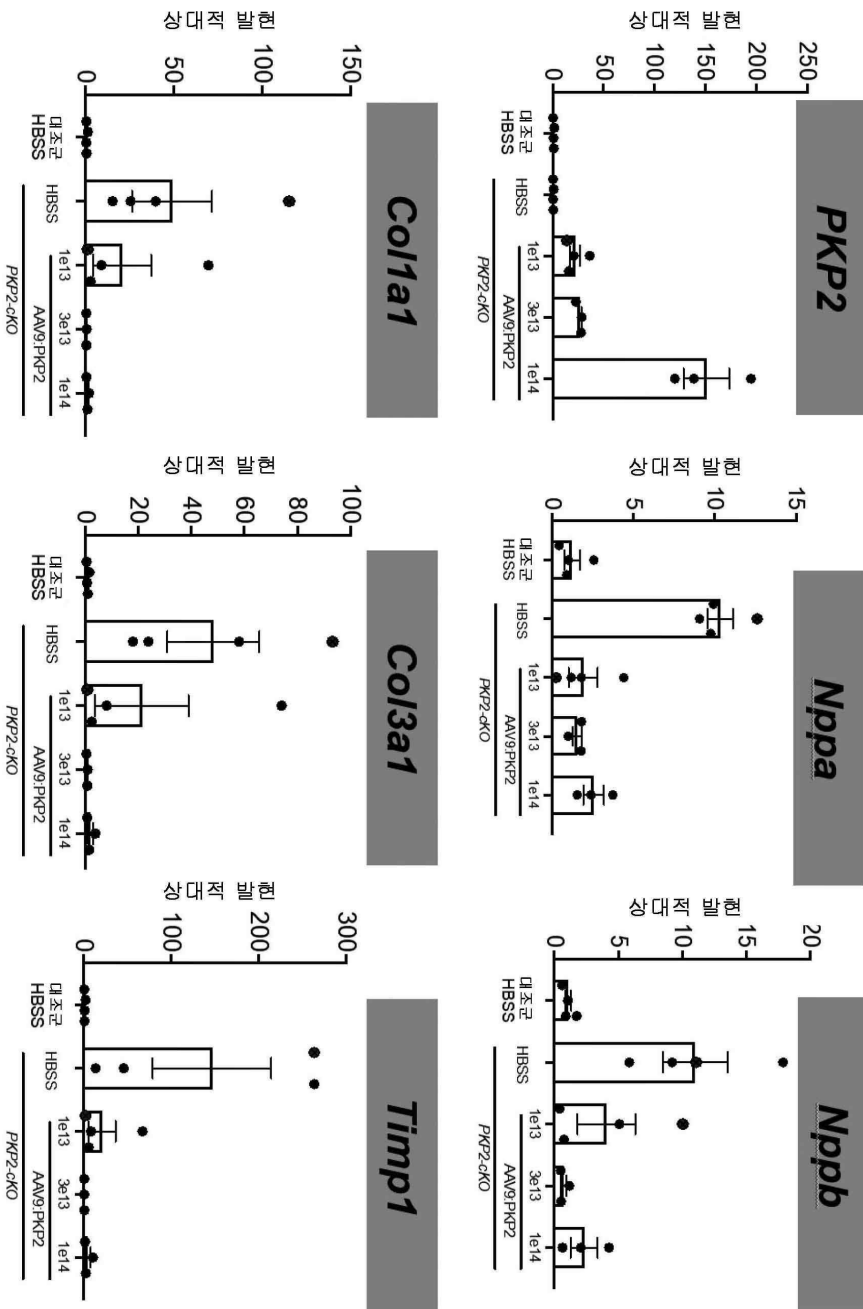 PKP2
상대적 발현
250
200
150
100
50
0
대조군
HBSS
HBSS
1e13
3e13
1e14
AAV9:PKP2
PKP2-cKO
Nppa
상대적 발현
15
10
5
0
대조군
HBSS
HBSS
1e13
3e13
1e14
AAV9:PKP2
PKP2-cKO
Nppb
상대적 발현
20
15
10
5
0
대조군
HBSS
HBSS
1e13
3e13
1e14
AAV9:PKP2
PKP2-cKO
Col1a1
상대적 발현
150
100
50
0
대조군
HBSS
HBSS
1e13
3e13
1e14
AAV9:PKP2
PKP2-cKO
Col3a1
상대적 발현
100
80
60
40
20
0
대조군
HBSS
HBSS
1e13
3e13
1e14
AAV9:PKP2
PKP2-cKO
Timp1
상대적 발현
300
200
100
0
대조군
HBSS
HBSS
1e13
3e13
1e14
AAV9:PKP2
PKP2-cKO